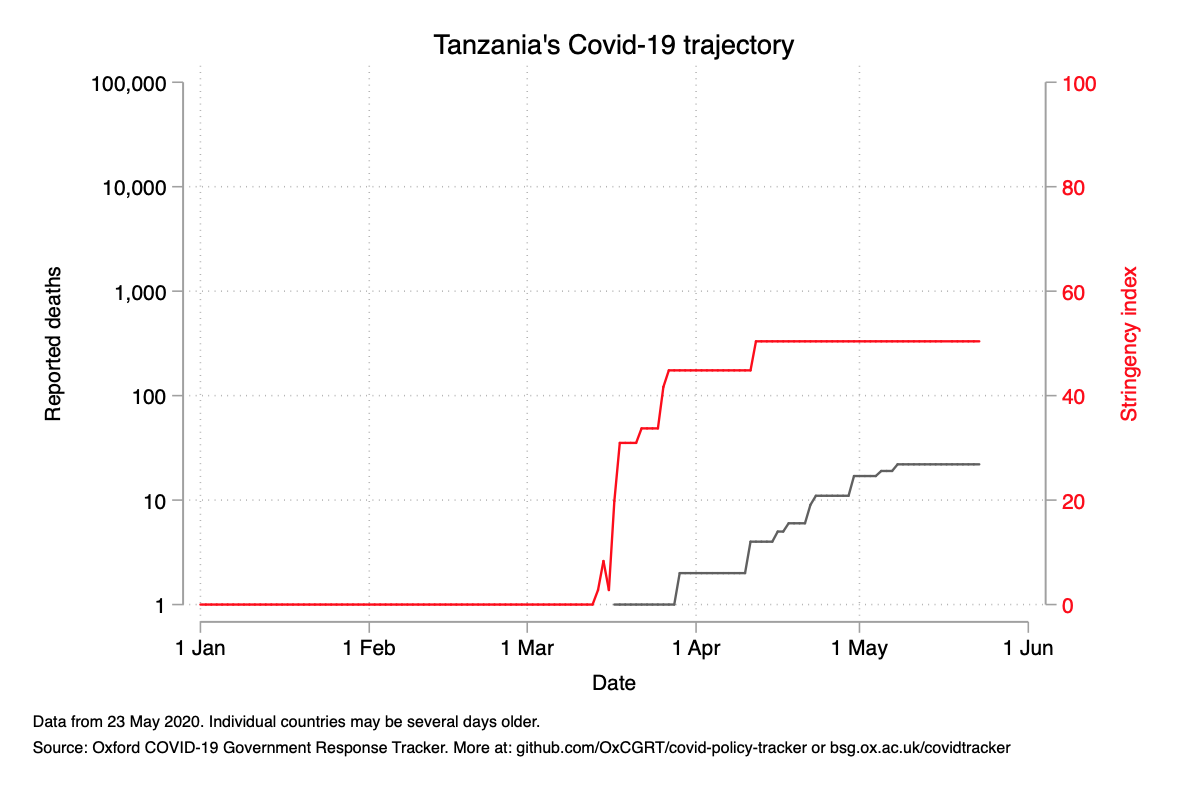 Tanzania's Covid-19 trajectory
100,000
10,000
1,000
100
10
1
Reported deaths
100
80
60
40
20
0
Stringency index
1 Jan
1 Feb
1 Mar
1 Apr
1 May
1 Jun
Date
Data from 23 May 2020. Individual countries may be several days older.
Source: Oxford COVID-19 Government Response Tracker. More at: github.com/OxCGRT/covid-policy-tracker or bsg.ox.ac.uk/covidtracker